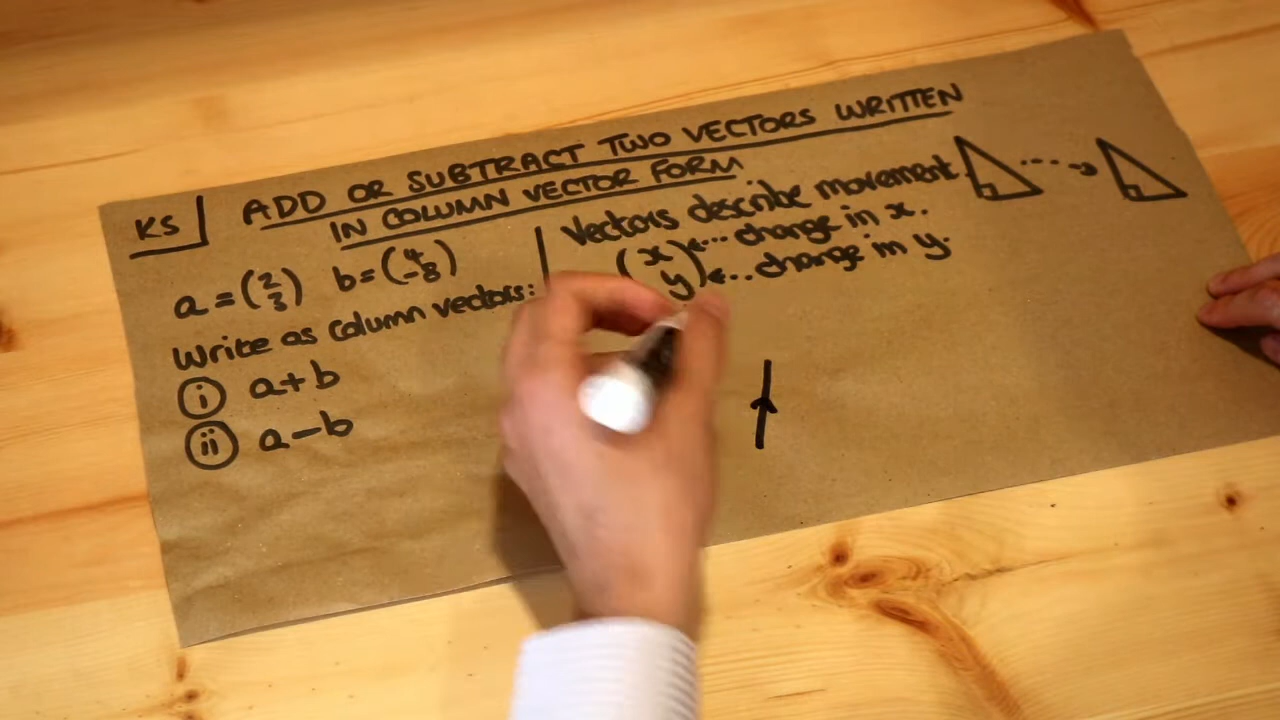 KS
ADD OR SUBTRACT TWO VECTORS WRITTEN
IN COLUMN VECTOR FORM
a = (2 3) b = (4 -8)
Write as column vectors:
(i) a + b
(ii) a - b
Vectors describe movement.
(x y)
change in x.
change in y.